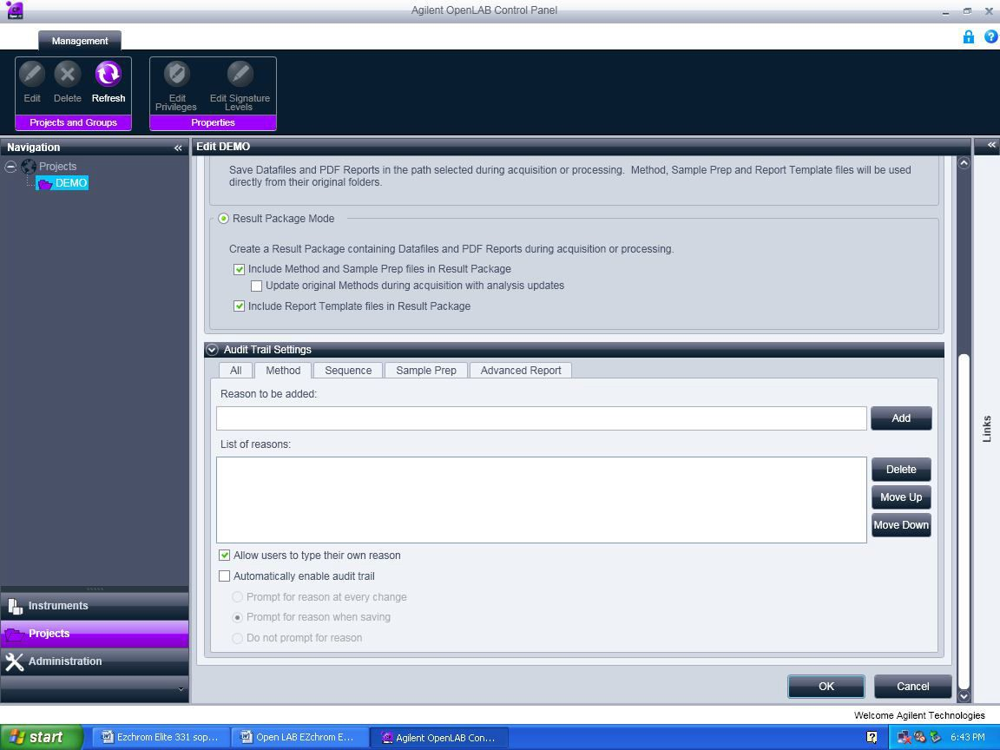 Agilent OpenLAB Control Panel
Management
Edit
Delete
Refresh
Edit
Privileges
Edit Signature
Levels
Projects and Groups
Properties
Navigation
Edit DEMO
Projects
DEMO
Save Datafiles and PDF Reports in the path selected during acquisition or processing. Method, Sample Prep and Report Template files will be used
directly from their original folders.
Result Package Mode
Create a Result Package containing Datafiles and PDF Reports during acquisition or processing.
Include Method and Sample Prep files in Result Package
Update original Methods during acquisition with analysis updates
Include Report Template files in Result Package
Audit Trail Settings
All
Method
Sequence
Sample Prep
Advanced Report
Reason to be added:
Add
List of reasons:
Delete
Move Up
Move Down
Allow users to type their own reason
Automatically enable audit trail
Prompt for reason at every change
Prompt for reason when saving
Do not prompt for reason
Links
Instruments
Projects
Administration
OK
Cancel
Welcome Agilent Technologies
start
Ezchrom Elite 331 sop...
Open LAB EZchrom E...
Agilent OpenLAB Con...
6:43 PM